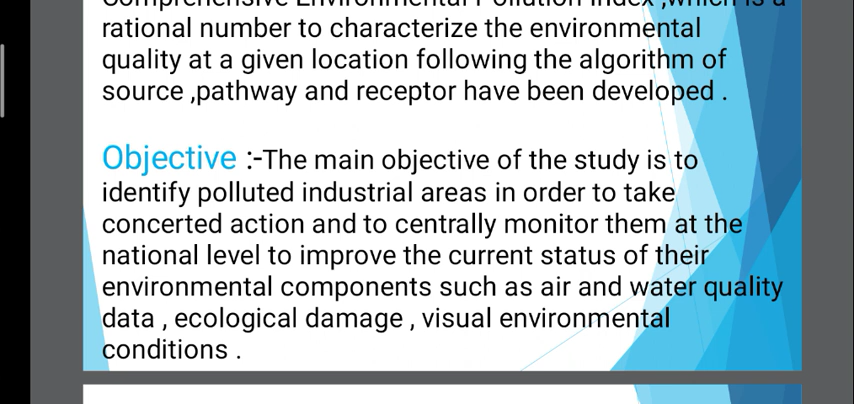 Comprehensive Environmental Pollution Index ,which is a
rational number to characterize the environmental
quality at a given location following the algorithm of
source ,pathway and receptor have been developed .
Objective :-The main objective of the study is to
identify polluted industrial areas in order to take
concerted action and to centrally monitor them at the
national level to improve the current status of their
environmental components such as air and water quality
data , ecological damage , visual environmental
conditions .